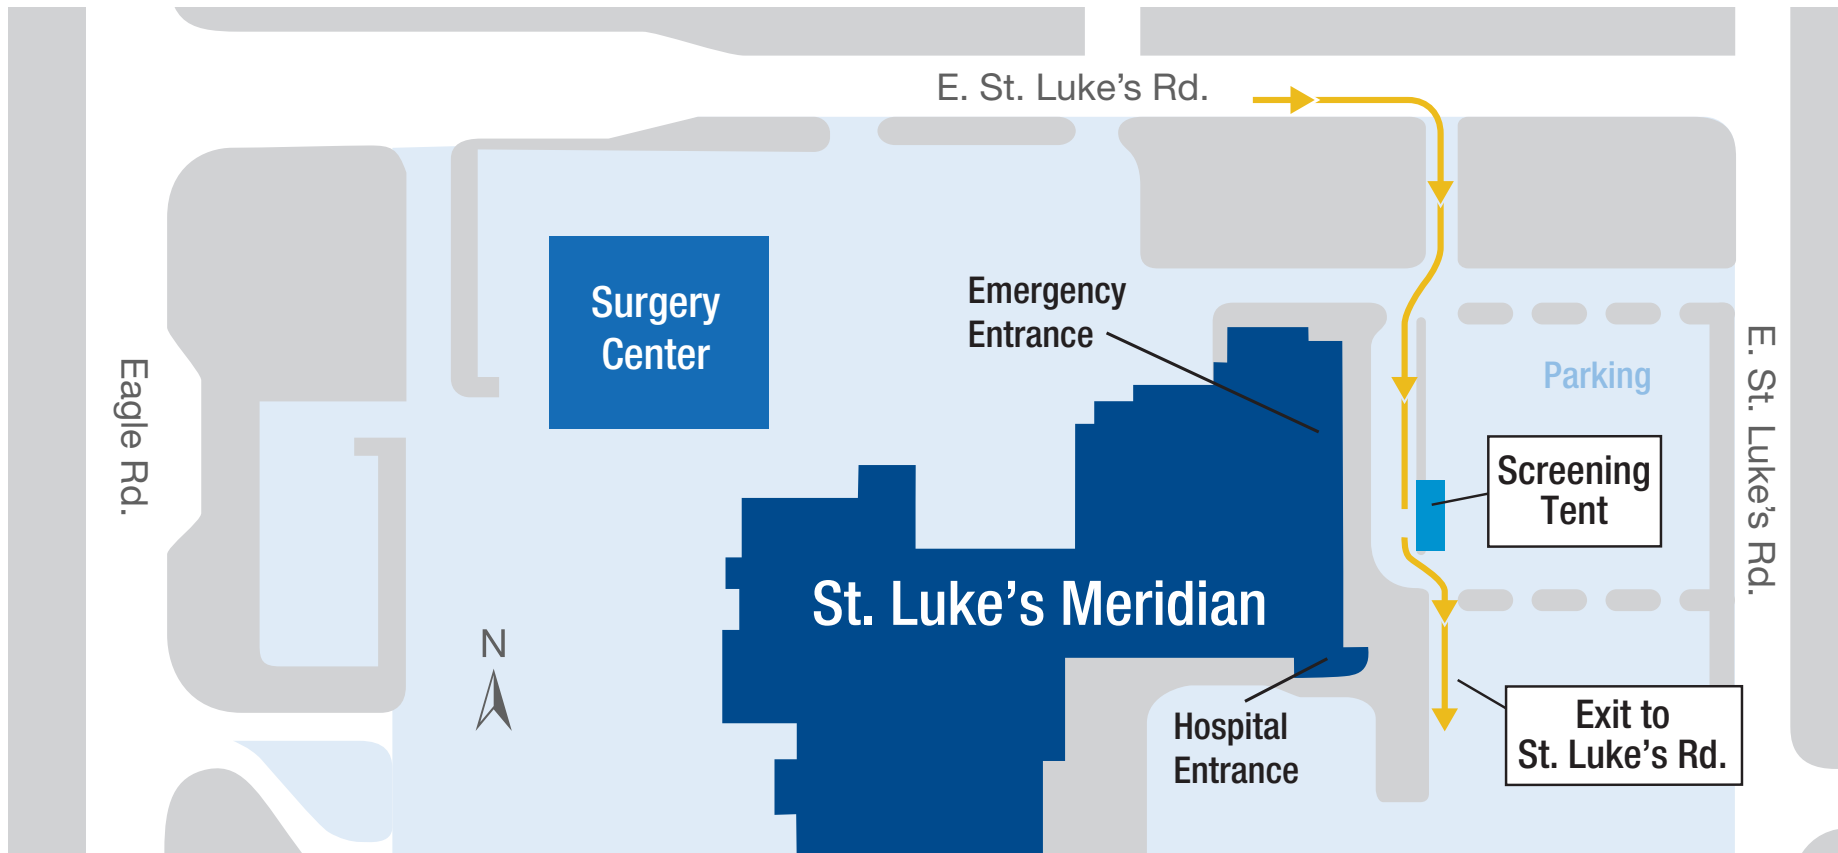 E. St. Luke’s Rd.
Surgery
Center
Emergency
Entrance
Eagle Rd.
Parking
E. St. Luke’s Rd.
Screening
Tent
St. Luke’s Meridian
N
Hospital
Entrance
Exit to
St. Luke’s Rd.